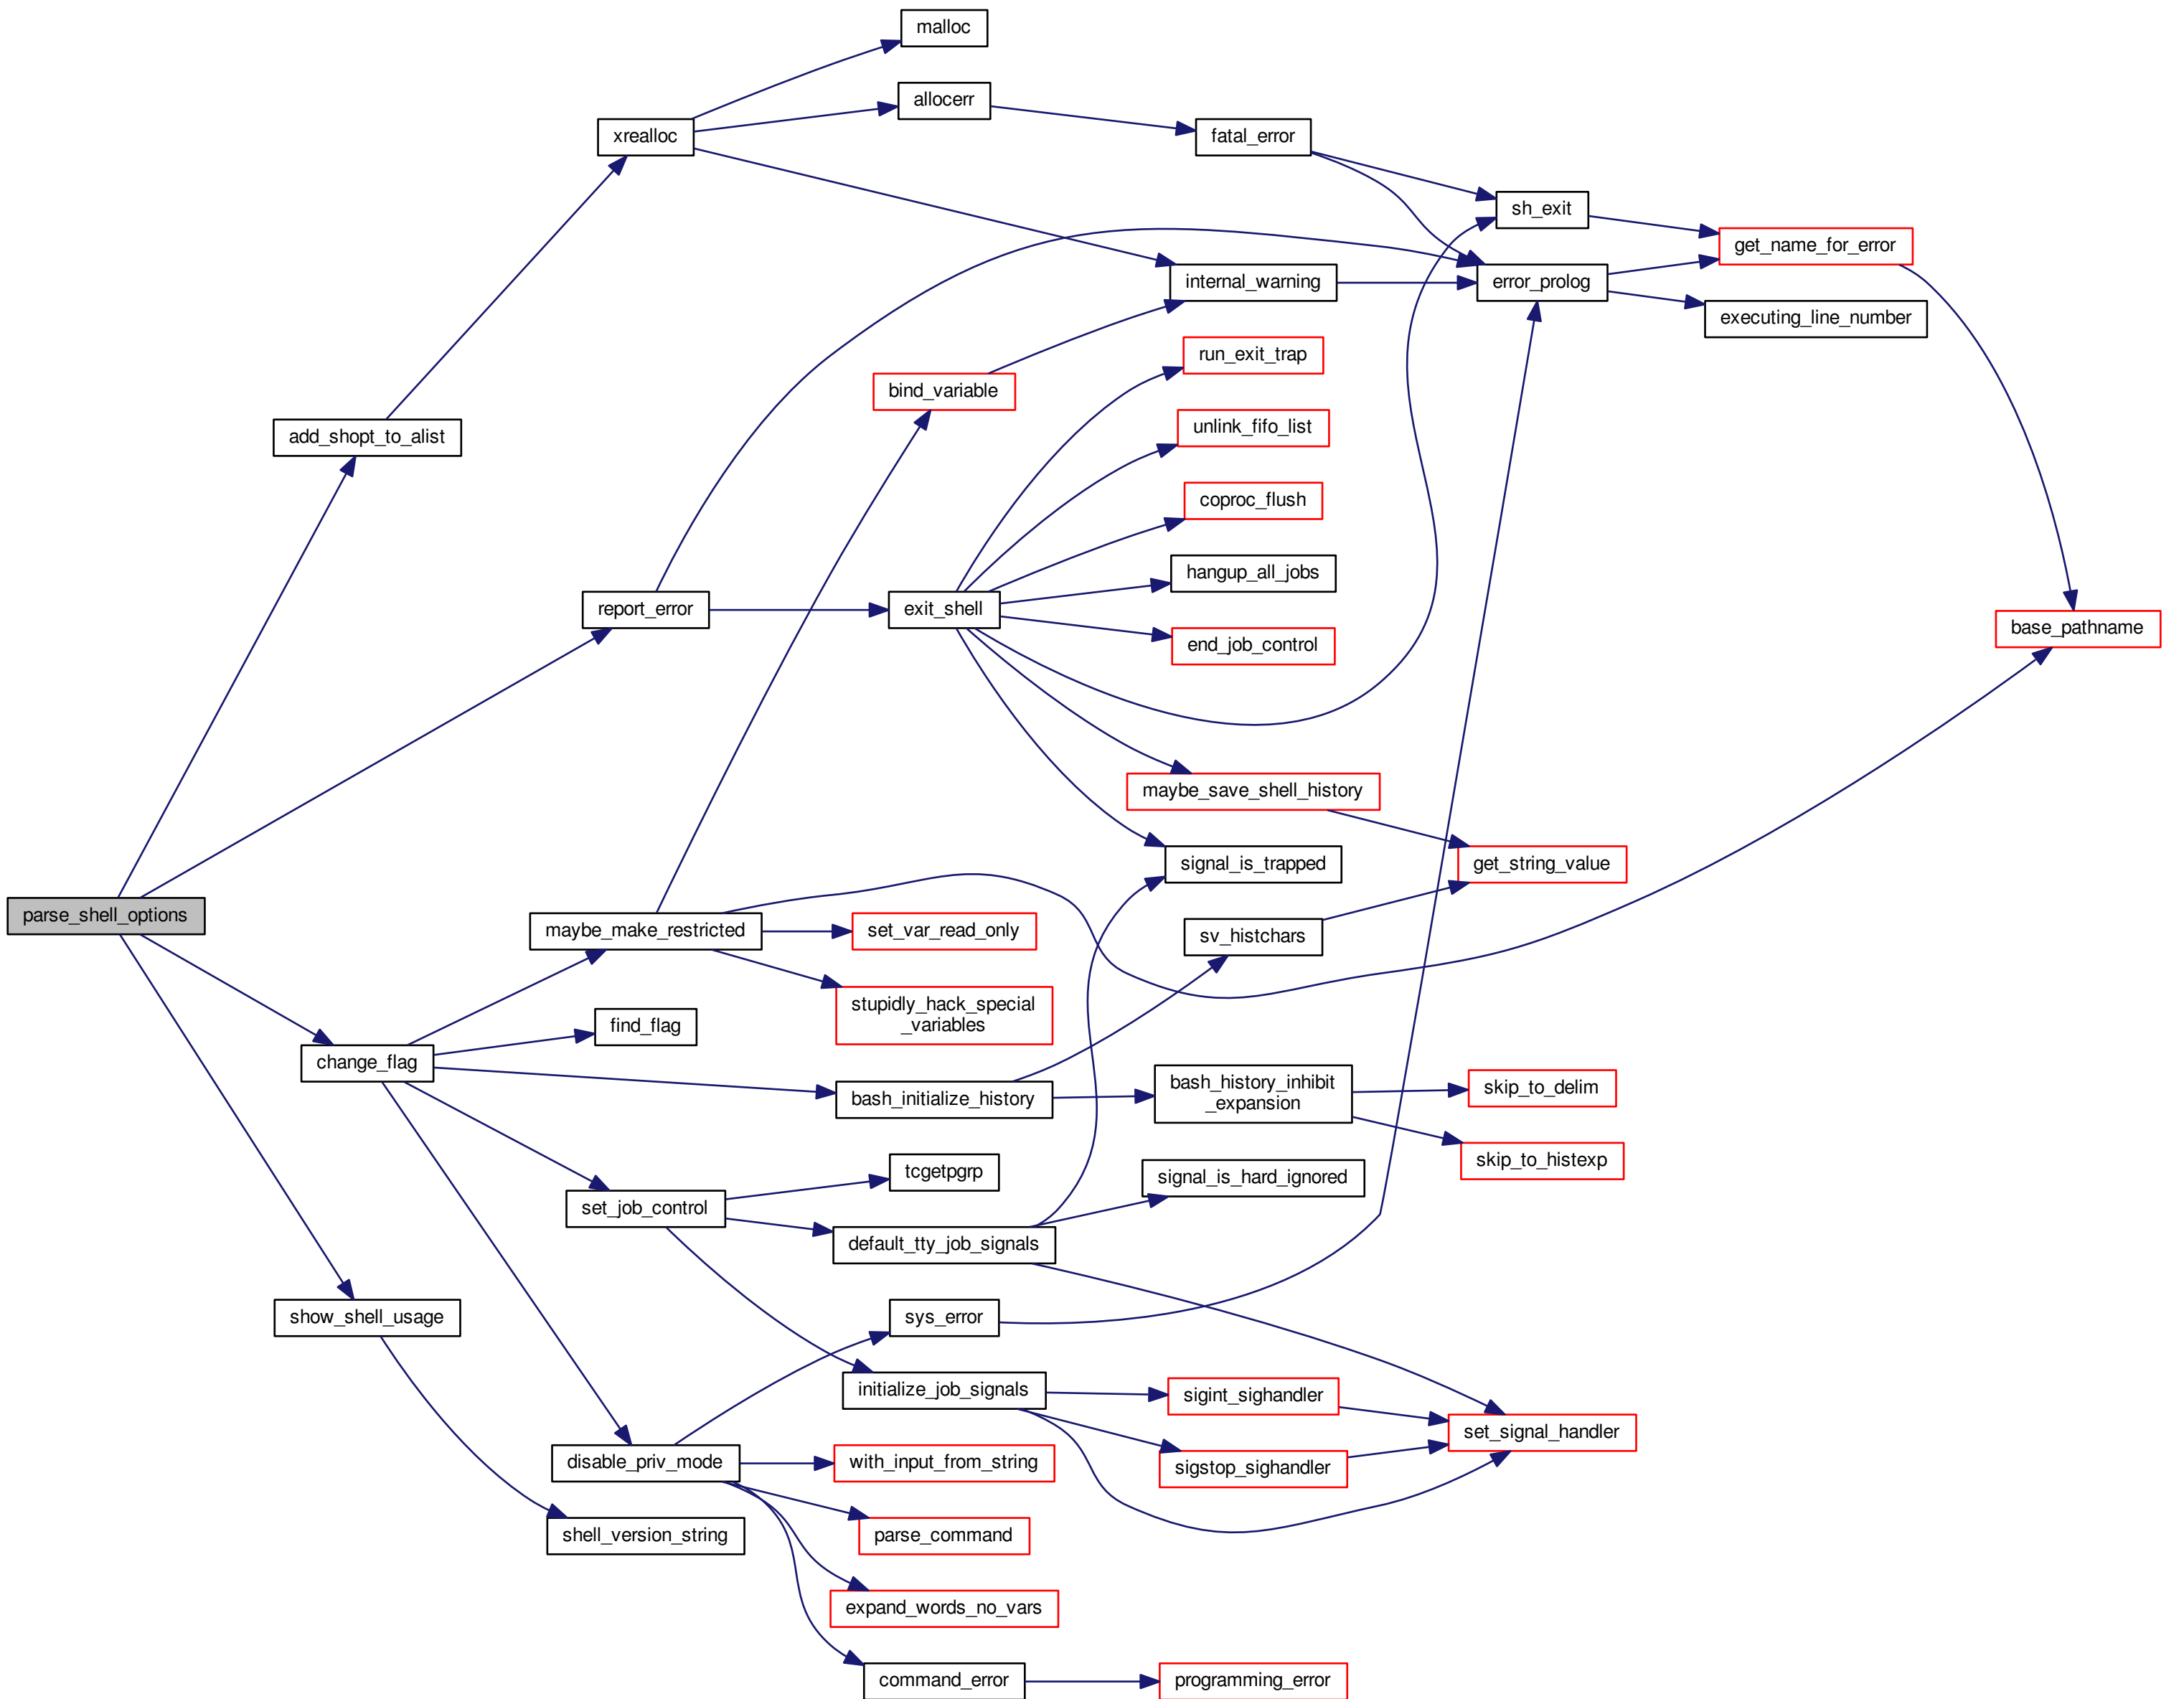 malloc
allocerr
xrealloc
fatal_error
sh_exit
get_name_for_error
internal_warning
error_prolog
executing_line_number
run_exit_trap
bind_variable
unlink_fifo_list
add_shopt_to_alist
coproc_flush
hangup_all_jobs
report_error
exit_shell
base_pathname
end_job_control
maybe_save_shell_history
signal_is_trapped
get_string_value
parse_shell_options
maybe_make_restricted
set_var_read_only
sv_histchars
stupidly_hack_special
_variables
find_flag
change_flag
bash_initialize_history
bash_history_inhibit
_expansion
skip_to_delim
skip_to_histexp
tcgetpgrp
signal_is_hard_ignored
set_job_control
default_tty_job_signals
show_shell_usage
sys_error
initialize_job_signals
sigint_sighandler
set_signal_handler
disable_priv_mode
with_input_from_string
sigstop_sighandler
shell_version_string
parse_command
expand_words_no_vars
command_error
programming_error